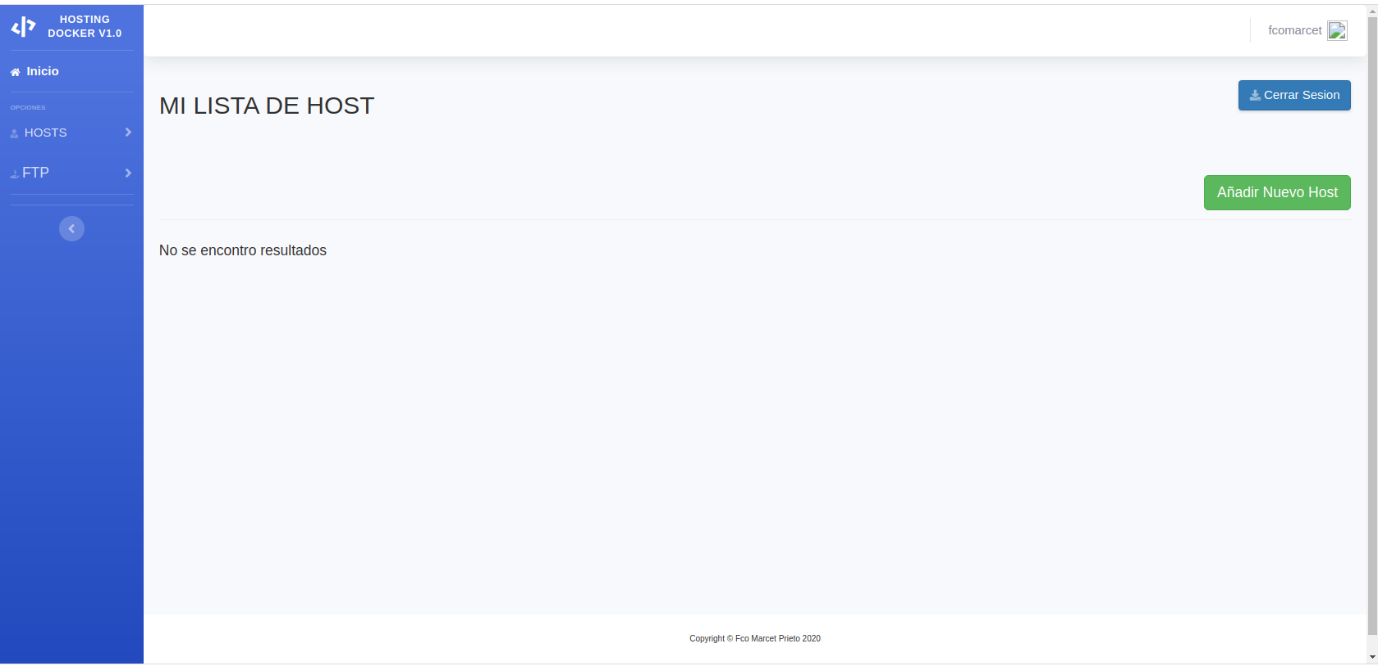 HOSTING
DOCKER V1.0
fcomarcet
Inicio
OPCIONES
HOSTS
FTP
MI LISTA DE HOST
Cerrar Sesion
Añadir Nuevo Host
No se encontro resultados
Copyright © Fco Marcet Prieto 2020